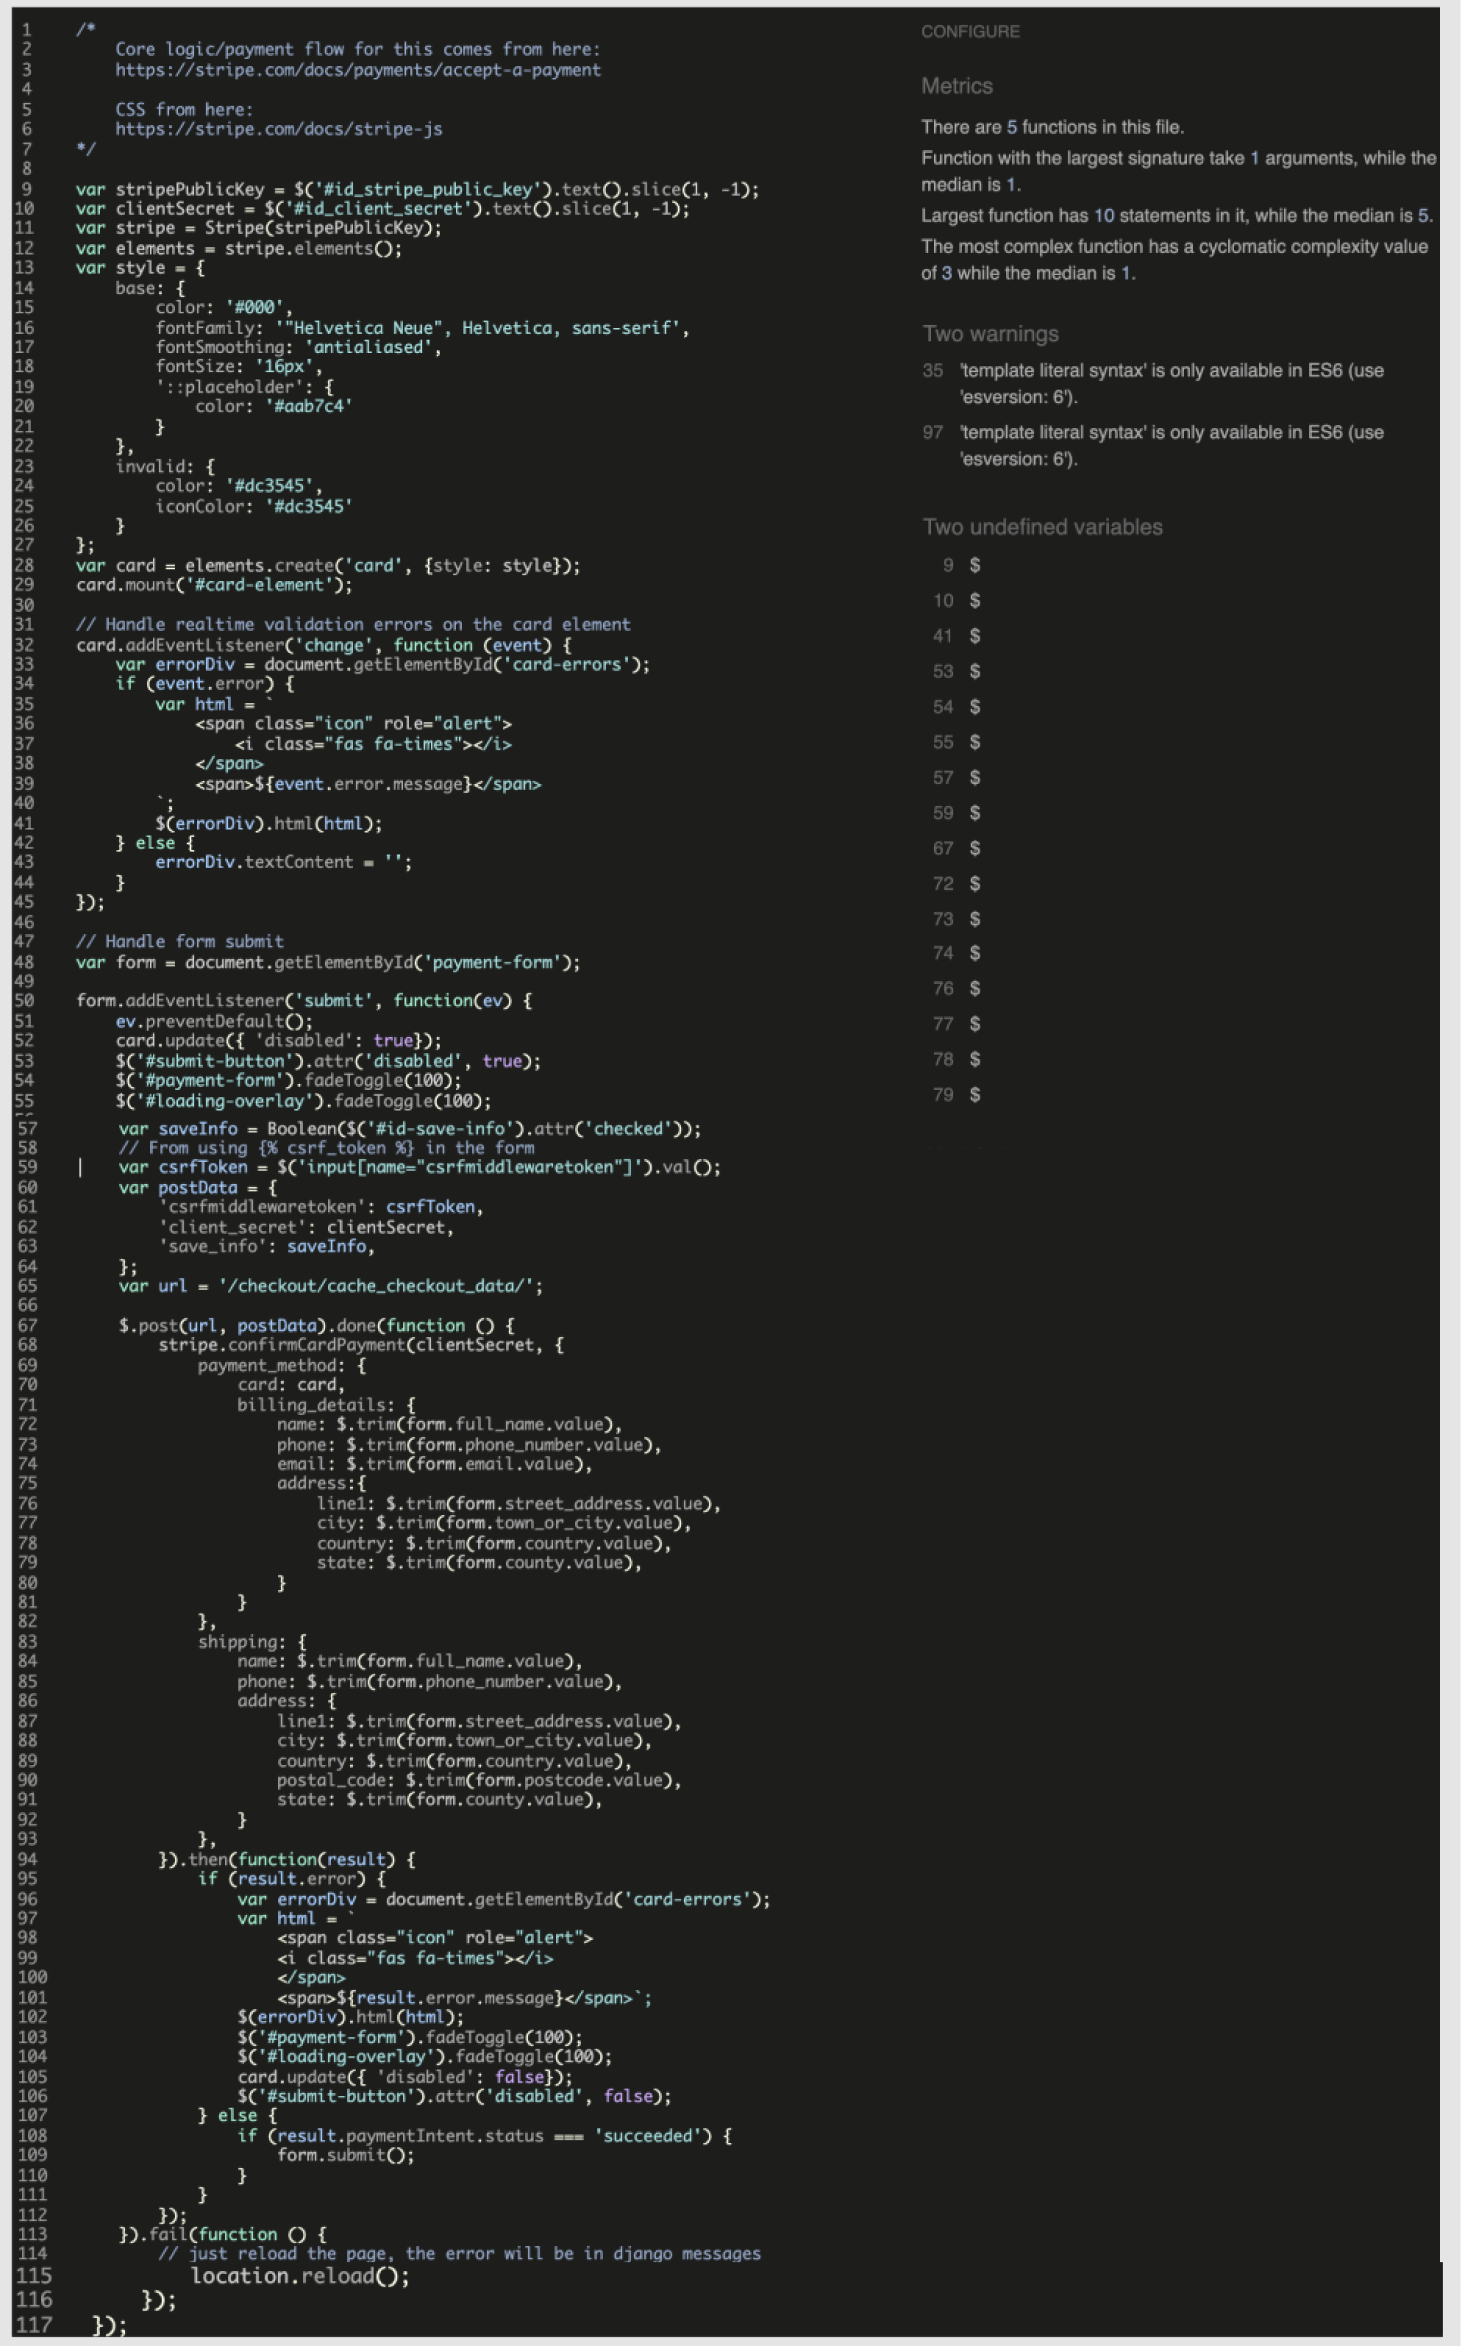 1 /*
2 Core logic/payment flow for this comes from here:
3 https://stripe.com/docs/payments/accept-a-payment
4
5 CSS from here:
6 https://stripe.com/docs/stripe-js
7 */
8
9 var stripePublicKey = $('#id_stripe_public_key').text().slice(1, -1);
10 var clientSecret = $('#id_client_secret').text().slice(1, -1);
11 var stripe = Stripe(stripePublicKey);
12 var elements = stripe.elements();
13 var style = {
14 base: {
15 color: '#000',
16 fontFamily: '"Helvetica Neue", Helvetica, sans-serif',
17 fontSmoothing: 'antialiased',
18 fontSize: '16px',
19 '::placeholder': {
20 color: '#aab7c4'
21 }
22 },
23 invalid: {
24 color: '#dc3545',
25 iconColor: '#dc3545'
26 }
27 };
28 var card = elements.create('card', {style: style});
29 card.mount('#card-element');
30
31 // Handle realtime validation errors on the card element
32 card.addEventListener('change', function (event) {
33 var errorDiv = document.getElementById('card-errors');
34 if (event.error) {
35 var html = `
36 <span class="icon" role="alert">
37 <i class="fas fa-times"></i>
38 </span>
39 <span>${event.error.message}</span>
40 `;
41 $(errorDiv).html(html);
42 } else {
43 errorDiv.textContent = '';
44 }
45 });
46
47 // Handle form submit
48 var form = document.getElementById('payment-form');
49
50 form.addEventListener('submit', function(ev) {
51 ev.preventDefault();
52 card.update({ 'disabled': true});
53 $('#submit-button').attr('disabled', true);
54 $('#payment-form').fadeToggle(100);
55 $('#loading-overlay').fadeToggle(100);
57 var saveInfo = Boolean($('#id-save-info').attr('checked'));
58 // From using {% csrf_token %} in the form
59 var csrfToken = $('input[name="csrfmiddlewaretoken"]').val();
60 var postData = {
61 'csrfmiddlewaretoken': csrfToken,
62 'client_secret': clientSecret,
63 'save_info': saveInfo,
64 };
65 var url = '/checkout/cache_checkout_data/';
66
67 $.post(url, postData).done(function () {
68 stripe.confirmCardPayment(clientSecret, {
69 payment_method: {
70 card: card,
71 billing_details: {
72 name: $.trim(form.full_name.value),
73 phone: $.trim(form.phone_number.value),
74 email: $.trim(form.email.value),
75 address:{
76 line1: $.trim(form.street_address.value),
77 city: $.trim(form.town_or_city.value),
78 country: $.trim(form.country.value),
79 state: $.trim(form.county.value),
80 }
81 }
82 },
83 shipping: {
84 name: $.trim(form.full_name.value),
85 phone: $.trim(form.phone_number.value),
86 address: {
87 line1: $.trim(form.street_address.value),
88 city: $.trim(form.town_or_city.value),
89 country: $.trim(form.country.value),
90 postal_code: $.trim(form.postcode.value),
91 state: $.trim(form.county.value),
92 }
93 },
94 }).then(function(result) {
95 if (result.error) {
96 var errorDiv = document.getElementById('card-errors');
97 var html = `
98 <span class="icon" role="alert">
99 <i class="fas fa-times"></i>
100 </span>
101 <span>${result.error.message}</span>`;
102 $(errorDiv).html(html);
103 $('#payment-form').fadeToggle(100);
104 $('#loading-overlay').fadeToggle(100);
105 card.update({ 'disabled': false});
106 $('#submit-button').attr('disabled', false);
107 } else {
108 if (result.paymentIntent.status === 'succeeded') {
109 form.submit();
110 }
111 }
112 });
113 }).fail(function () {
114 // just reload the page, the error will be in django messages
115 location.reload();
116 });
117 });
CONFIGURE
Metrics
There are 5 functions in this file.
Function with the largest signature take 1 arguments, while the
median is 1.
Largest function has 10 statements in it, while the median is 5.
The most complex function has a cyclomatic complexity value
of 3 while the median is 1.
Two warnings
35 'template literal syntax' is only available in ES6 (use
'esversion: 6').
97 'template literal syntax' is only available in ES6 (use
'esversion: 6').
Two undefined variables
9 $
10 $
41 $
53 $
54 $
55 $
57 $
59 $
67 $
72 $
73 $
74 $
76 $
77 $
78 $
79 $